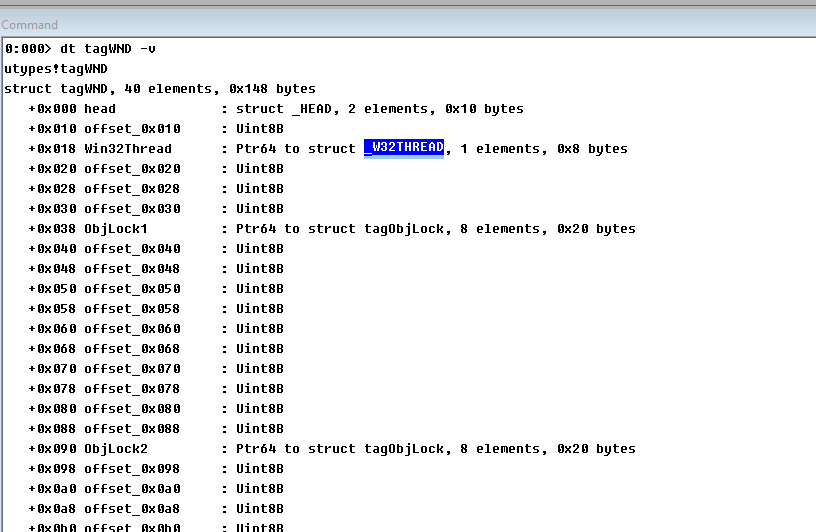 Command
0:000> dt tagWND -v
utypes!tagWND
struct tagWND, 40 elements, 0x148 bytes
+0x000 head : struct _HEAD, 2 elements, 0x10 bytes
+0x010 offset_0x010 : Uint8B
+0x018 Win32Thread : Ptr64 to struct _W32THREAD, 1 elements, 0x8 bytes
+0x020 offset_0x020 : Uint8B
+0x028 offset_0x028 : Uint8B
+0x030 offset_0x030 : Uint8B
+0x038 ObjLock1 : Ptr64 to struct tagObjLock, 8 elements, 0x20 bytes
+0x040 offset_0x040 : Uint8B
+0x048 offset_0x048 : Uint8B
+0x050 offset_0x050 : Uint8B
+0x058 offset_0x058 : Uint8B
+0x060 offset_0x060 : Uint8B
+0x068 offset_0x068 : Uint8B
+0x070 offset_0x070 : Uint8B
+0x078 offset_0x078 : Uint8B
+0x080 offset_0x080 : Uint8B
+0x088 offset_0x088 : Uint8B
+0x090 ObjLock2 : Ptr64 to struct tagObjLock, 8 elements, 0x20 bytes
+0x098 offset_0x098 : Uint8B
+0x0a0 offset_0x0a0 : Uint8B
+0x0a8 offset_0x0a8 : Uint8B
+0x0b0 offset_0x0b0 : Uint8B